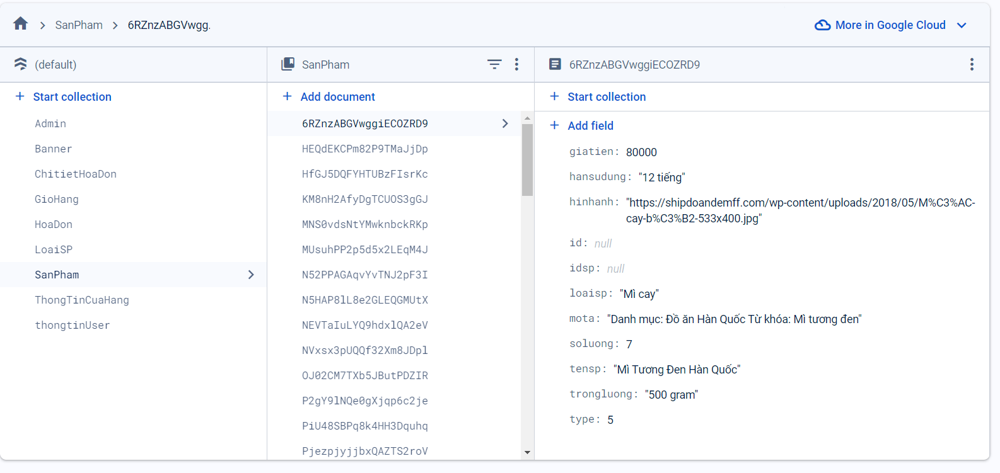 SanPham
6RZnzABGVwgg.
More in Google Cloud
(default)
Start collection
Admin
Banner
ChitietHoaDon
GioHang
HoaDon
LoaiSP
SanPham
ThongTinCuaHang
thongtinUser
SanPham
Add document
6RZnzABGVwggiECOZRD9
HEQdEKCPm82P9TMaJjDp
HfGJ5DQFYHTUBzFIsrKc
KM8nH2AfyDgTCUOS3gGJ
MNS0vdsNtYMwknbckRKp
MUsuhPP2p5d5x2LEqM4J
N52PPAGAqvYvTNJ2pF3I
N5HAP8lL8e2GLEQGMUtX
NEVTaIuLYQ9hdxlQA2eV
NVxsx3pUQQf32Xm8JDpl
OJ02CM7TXb5JButPDZIR
P2gY9lNQe0gXjqp6c2je
PiU48SBPq8k4HH3Dquhq
PjezpjyjjbxQAZTS2roV
6RZnzABGVwggiECOZRD9
Start collection
Add field
giatien: 80000
hansudung: "12 tiếng"
hinhanh: "https://shipdoandemff.com/wp-content/uploads/2018/05/M%C3%AC-
cay-b%C3%B2-533x400.jpg"
id: null
idsp: null
loaisp: "Mì cay"
mota: "Danh mục: Đồ ăn Hàn Quốc Từ khóa: Mì tương đen"
soluong: 7
tensp: "Mì Tương Đen Hàn Quốc"
trongluong: "500 gram"
type: 5